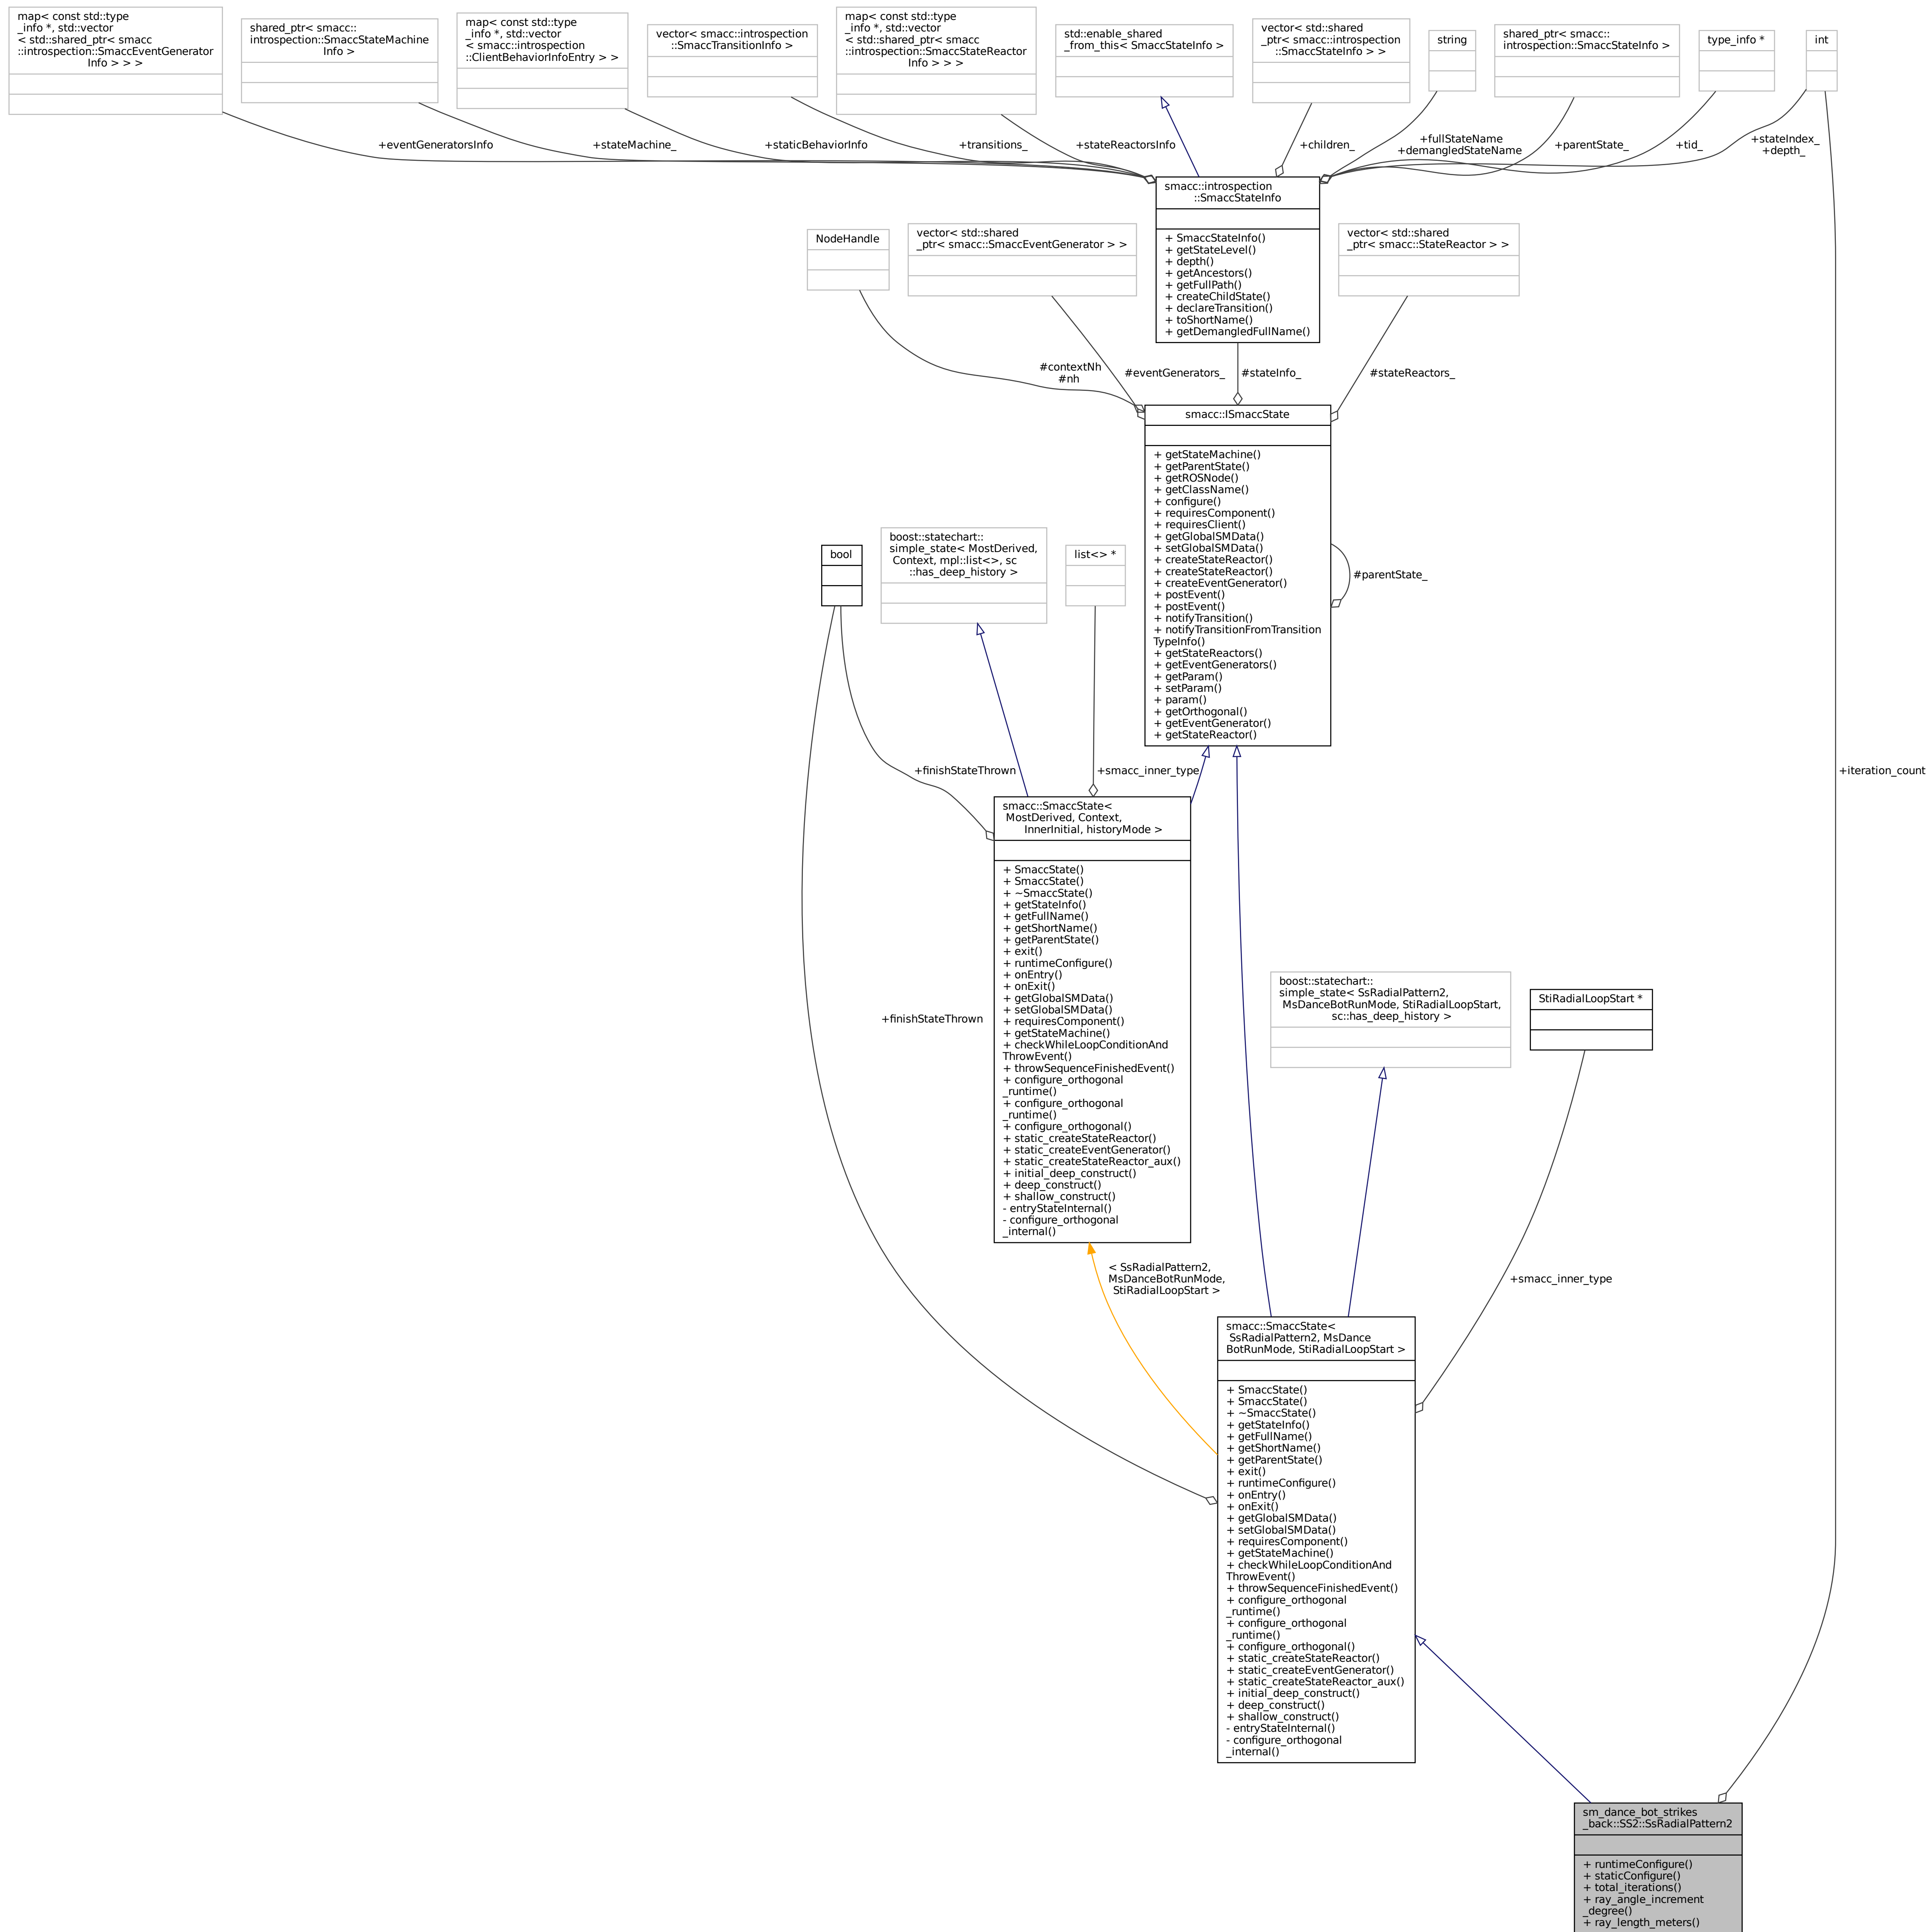 map< const std::type
_info *, std::vector
< std::shared_ptr< smacc
::introspection::SmaccEventGenerator
Info > > >
shared_ptr< smacc::
introspection::SmaccStateMachine
Info >
map< const std::type
_info *, std::vector
< smacc::introspection
::ClientBehaviorInfoEntry > >
vector< smacc::introspection
::SmaccTransitionInfo >
map< const std::type
_info *, std::vector
< std::shared_ptr< smacc
::introspection::SmaccStateReactor
Info > > >
std::enable_shared
_from_this< SmaccStateInfo >
vector< std::shared
_ptr< smacc::introspection
::SmaccStateInfo > >
string
shared_ptr< smacc::
introspection::SmaccStateInfo >
type_info *
int
+eventGeneratorsInfo
+stateMachine_
+staticBehaviorInfo
+transitions_
+stateReactorsInfo
+children_
+fullStateName
+demangledStateName
+parentState_
+tid_
+stateIndex_
+depth_
smacc::introspection
::SmaccStateInfo
+ SmaccStateInfo()
+ getStateLevel()
+ depth()
+ getAncestors()
+ getFullPath()
+ createChildState()
+ declareTransition()
+ toShortName()
+ getDemangledFullName()
NodeHandle
vector< std::shared
_ptr< smacc::SmaccEventGenerator > >
vector< std::shared
_ptr< smacc::StateReactor > >
#contextNh
#nh
#eventGenerators_
#stateInfo_
#stateReactors_
smacc::ISmaccState
+ getStateMachine()
+ getParentState()
+ getROSNode()
+ getClassName()
+ configure()
+ requiresComponent()
+ requiresClient()
+ getGlobalSMData()
+ setGlobalSMData()
+ createStateReactor()
+ createStateReactor()
+ createEventGenerator()
+ postEvent()
+ postEvent()
+ notifyTransition()
+ notifyTransitionFromTransition
TypeInfo()
+ getStateReactors()
+ getEventGenerators()
+ getParam()
+ setParam()
+ param()
+ getOrthogonal()
+ getEventGenerator()
+ getStateReactor()
#parentState_
bool
boost::statechart::
simple_state< MostDerived,
Context, mpl::list<>, sc
::has_deep_history >
list<> *
+finishStateThrown
+smacc_inner_type
+iteration_count
smacc::SmaccState<
MostDerived, Context,
InnerInitial, historyMode >
+ SmaccState()
+ SmaccState()
+ ~SmaccState()
+ getStateInfo()
+ getFullName()
+ getShortName()
+ getParentState()
+ exit()
+ runtimeConfigure()
+ onEntry()
+ onExit()
+ getGlobalSMData()
+ setGlobalSMData()
+ requiresComponent()
+ getStateMachine()
+ checkWhileLoopConditionAnd
ThrowEvent()
+ throwSequenceFinishedEvent()
+ configure_orthogonal
_runtime()
+ configure_orthogonal
_runtime()
+ configure_orthogonal()
+ static_createStateReactor()
+ static_createEventGenerator()
+ static_createStateReactor_aux()
+ initial_deep_construct()
+ deep_construct()
+ shallow_construct()
- entryStateInternal()
- configure_orthogonal
_internal()
+finishStateThrown
boost::statechart::
simple_state< SsRadialPattern2,
MsDanceBotRunMode, StiRadialLoopStart,
sc::has_deep_history >
StiRadialLoopStart *
< SsRadialPattern2,
MsDanceBotRunMode,
StiRadialLoopStart >
+smacc_inner_type
smacc::SmaccState<
SsRadialPattern2, MsDance
BotRunMode, StiRadialLoopStart >
+ SmaccState()
+ SmaccState()
+ ~SmaccState()
+ getStateInfo()
+ getFullName()
+ getShortName()
+ getParentState()
+ exit()
+ runtimeConfigure()
+ onEntry()
+ onExit()
+ getGlobalSMData()
+ setGlobalSMData()
+ requiresComponent()
+ getStateMachine()
+ checkWhileLoopConditionAnd
ThrowEvent()
+ throwSequenceFinishedEvent()
+ configure_orthogonal
_runtime()
+ configure_orthogonal
_runtime()
+ configure_orthogonal()
+ static_createStateReactor()
+ static_createEventGenerator()
+ static_createStateReactor_aux()
+ initial_deep_construct()
+ deep_construct()
+ shallow_construct()
- entryStateInternal()
- configure_orthogonal
_internal()
sm_dance_bot_strikes
_back::SS2::SsRadialPattern2
+ runtimeConfigure()
+ staticConfigure()
+ total_iterations()
+ ray_angle_increment
_degree()
+ ray_length_meters()